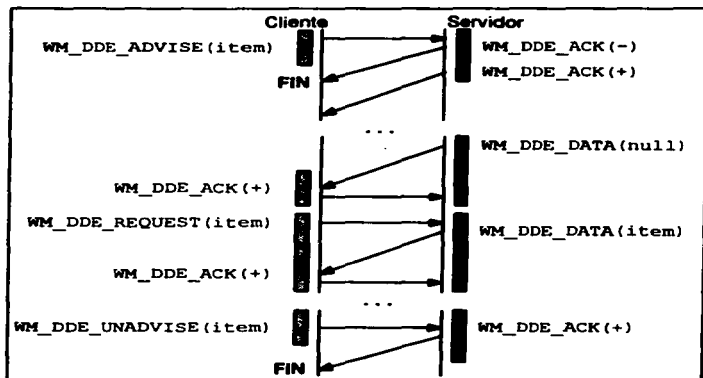 Cliente Servidor
WM_DDE_ADVISE(item) WM_DDE_ACK(-)
FIN WM_DDE_ACK(+)
...
WM_DDE_DATA(null)
WM_DDE_ACK(+)
WM_DDE_REQUEST(item) WM_DDE_DATA(item)
WM_DDE_ACK(+)
...
WM_DDE_UNADVISE(item) WM_DDE_ACK(+)
FIN